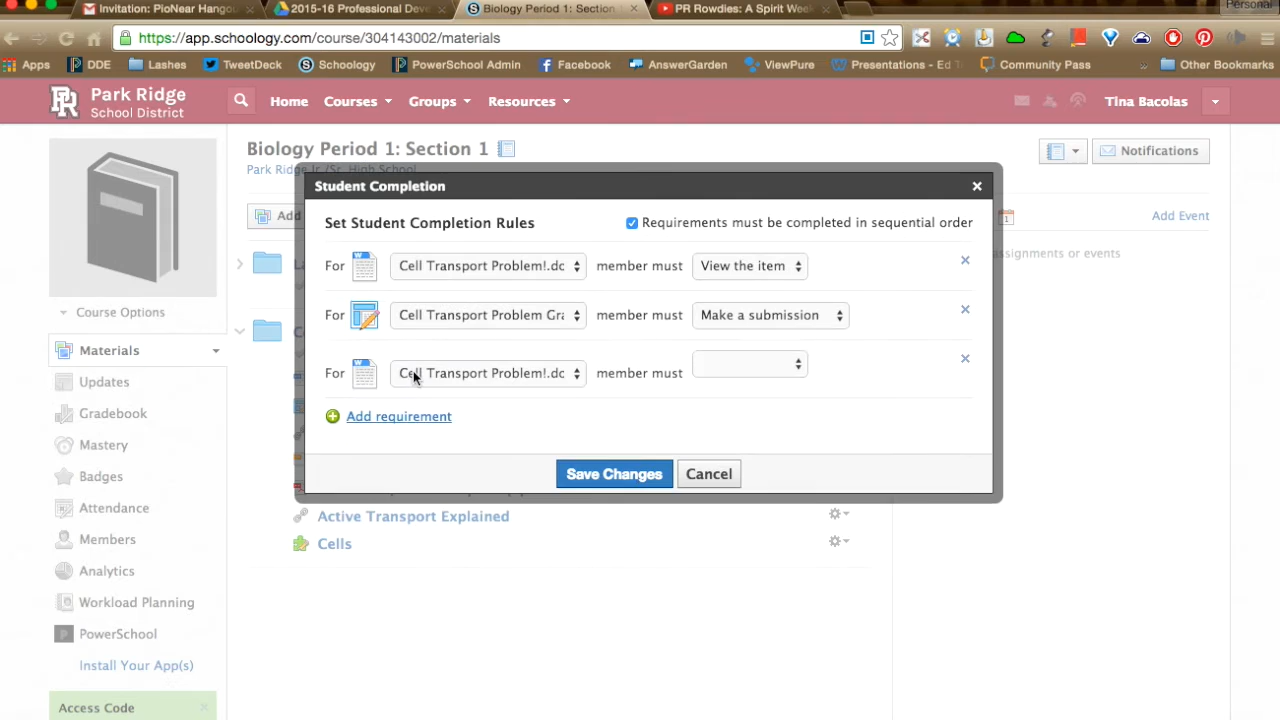 Invitation: PioNear Hango
2015-16 Professional Deve
Biology Period 1: Section
PR Rowdies: A Spirit Wee
Personal
https://app.schoology.com/course/304143002/materials
Apps
DDE
Lashes
TweetDeck
Schoology
PowerSchool Admin
Facebook
AnswerGarden
ViewPure
Presentations - Ed T
Community Pass
»
Other Bookmarks
PR
Park Ridge
School District
Home
Courses
Groups
Resources
Tina Bacolas
Biology Period 1: Section 1
Notifications
Park Ridge Jr./Sr. High School
Student Completion
Add
1
Add Event
Set Student Completion Rules
Requirements must be completed in sequential order
assignments or events
For
Cell Transport Problem!.dc
member must
View the item
For
Cell Transport Problem Gra
member must
Make a submission
For
Cell Transport Problem!.dc
member must
Add requirement
Save Changes
Cancel
Course Options
Materials
Updates
Gradebook
Mastery
Badges
Attendance
Members
Analytics
Workload Planning
PowerSchool
Install Your App(s)
Access Code
Active Transport Explained
Cells